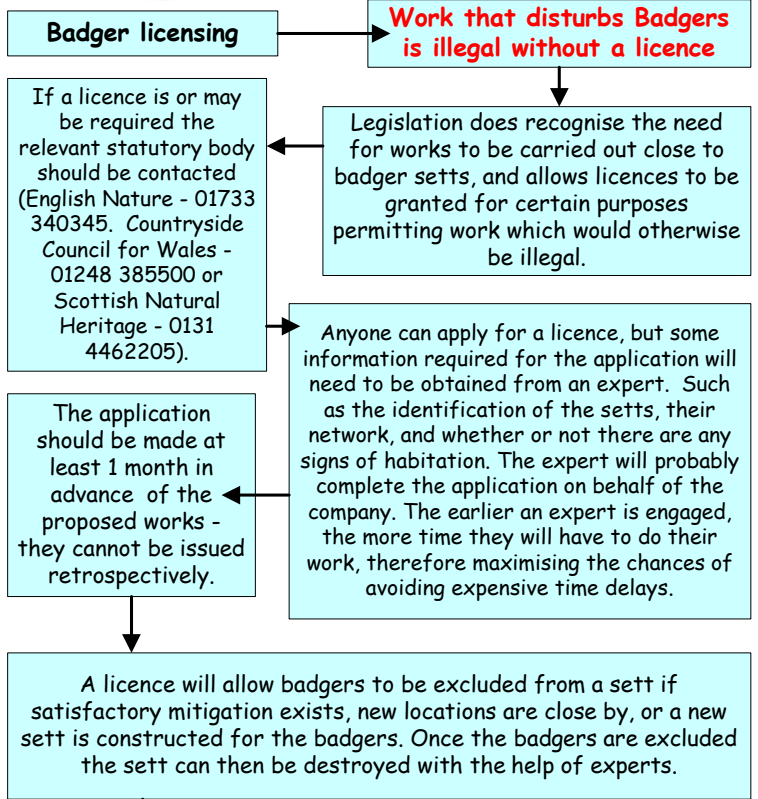 Badger licensing
Work that disturbs Badgers
is illegal without a licence
Legislation does recognise the need
for works to be carried out close to
badger setts, and allows licences to be
granted for certain purposes
permitting work which would otherwise
be illegal.
If a licence is or may
be required the
relevant statutory body
should be contacted
(English Nature - 01733
340345. Countryside
Council for Wales -
01248 385500 or
Scottish Natural
Heritage - 0131
4462205).
Anyone can apply for a licence, but some
information required for the application will
need to be obtained from an expert. Such
as the identification of the setts, their
network, and whether or not there are any
signs of habitation. The expert will probably
complete the application on behalf of the
company. The earlier an expert is engaged,
the more time they will have to do their
work, therefore maximising the chances of
avoiding expensive time delays.
The application
should be made at
least 1 month in
advance of the
proposed works -
they cannot be issued
retrospectively.
A licence will allow badgers to be excluded from a sett if
satisfactory mitigation exists, new locations are close by, or a new
sett is constructed for the badgers. Once the badgers are excluded
the sett can then be destroyed with the help of experts.